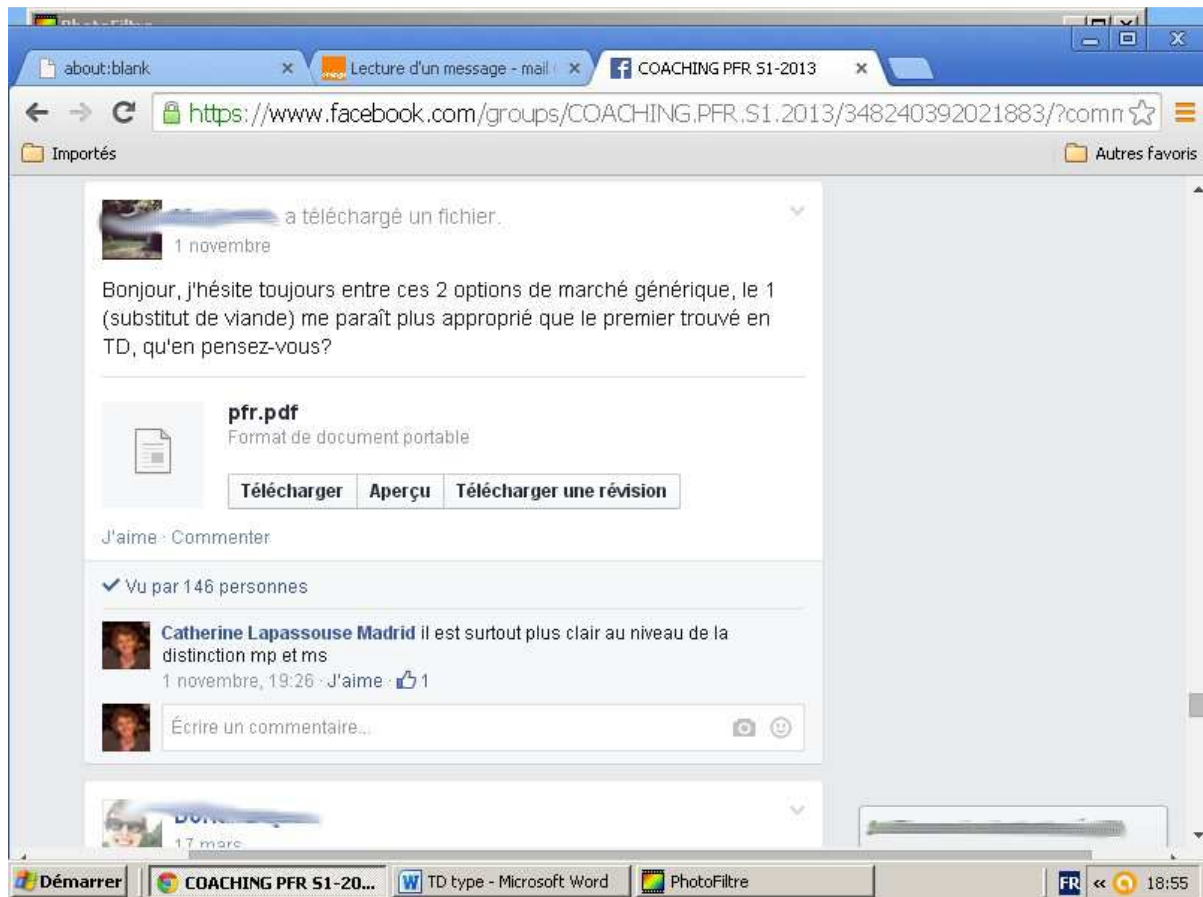 about:blank
Lecture d'un message - mail
COACHING PFR S1-2013
https://www.facebook.com/groups/COACHING.PFR.S1.2013/348240392021883/?comm
Importés
Autres favoris
a téléchargé un fichier.
1 novembre
Bonjour, j'hésite toujours entre ces 2 options de marché générique, le 1
(substitut de viande) me paraît plus approprié que le premier trouvé en
TD, qu'en pensez-vous?
pfr.pdf
Format de document portable
Télécharger
Aperçu
Télécharger une révision
J'aime · Commenter
Vu par 146 personnes
Catherine Lapassouse Madrid il est surtout plus clair au niveau de la
distinction mp et ms
1 novembre, 19:26 · J'aime · 1
Écrire un commentaire...
17 mars
Démarrer
COACHING PFR S1-20...
TD type - Microsoft Word
PhotoFiltre
FR
«
18:55